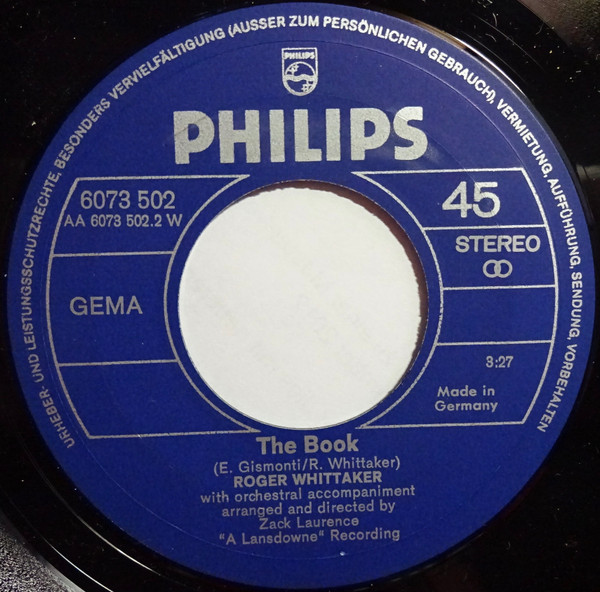 URHEBER- UND LEISTUNGSSCHUTZRECHTE, BESONDERS VERVIELFÄLTIGUNG (AUSSER ZUM PERSÖNLICHEN GEBRAUCH), VERMIETUNG, AUFFÜHRUNG, SENDUNG, VORBEHALTEN
PHILIPS
PHILIPS
6073 502
AA 6073 502.2 W
45
STEREO
GEMA
3:27
Made in
Germany
The Book
(E. Gismonti/R. Whittaker)
ROGER WHITTAKER
with orchestral accompaniment
arranged and directed by
Zack Laurence
"A Lansdowne" Recording